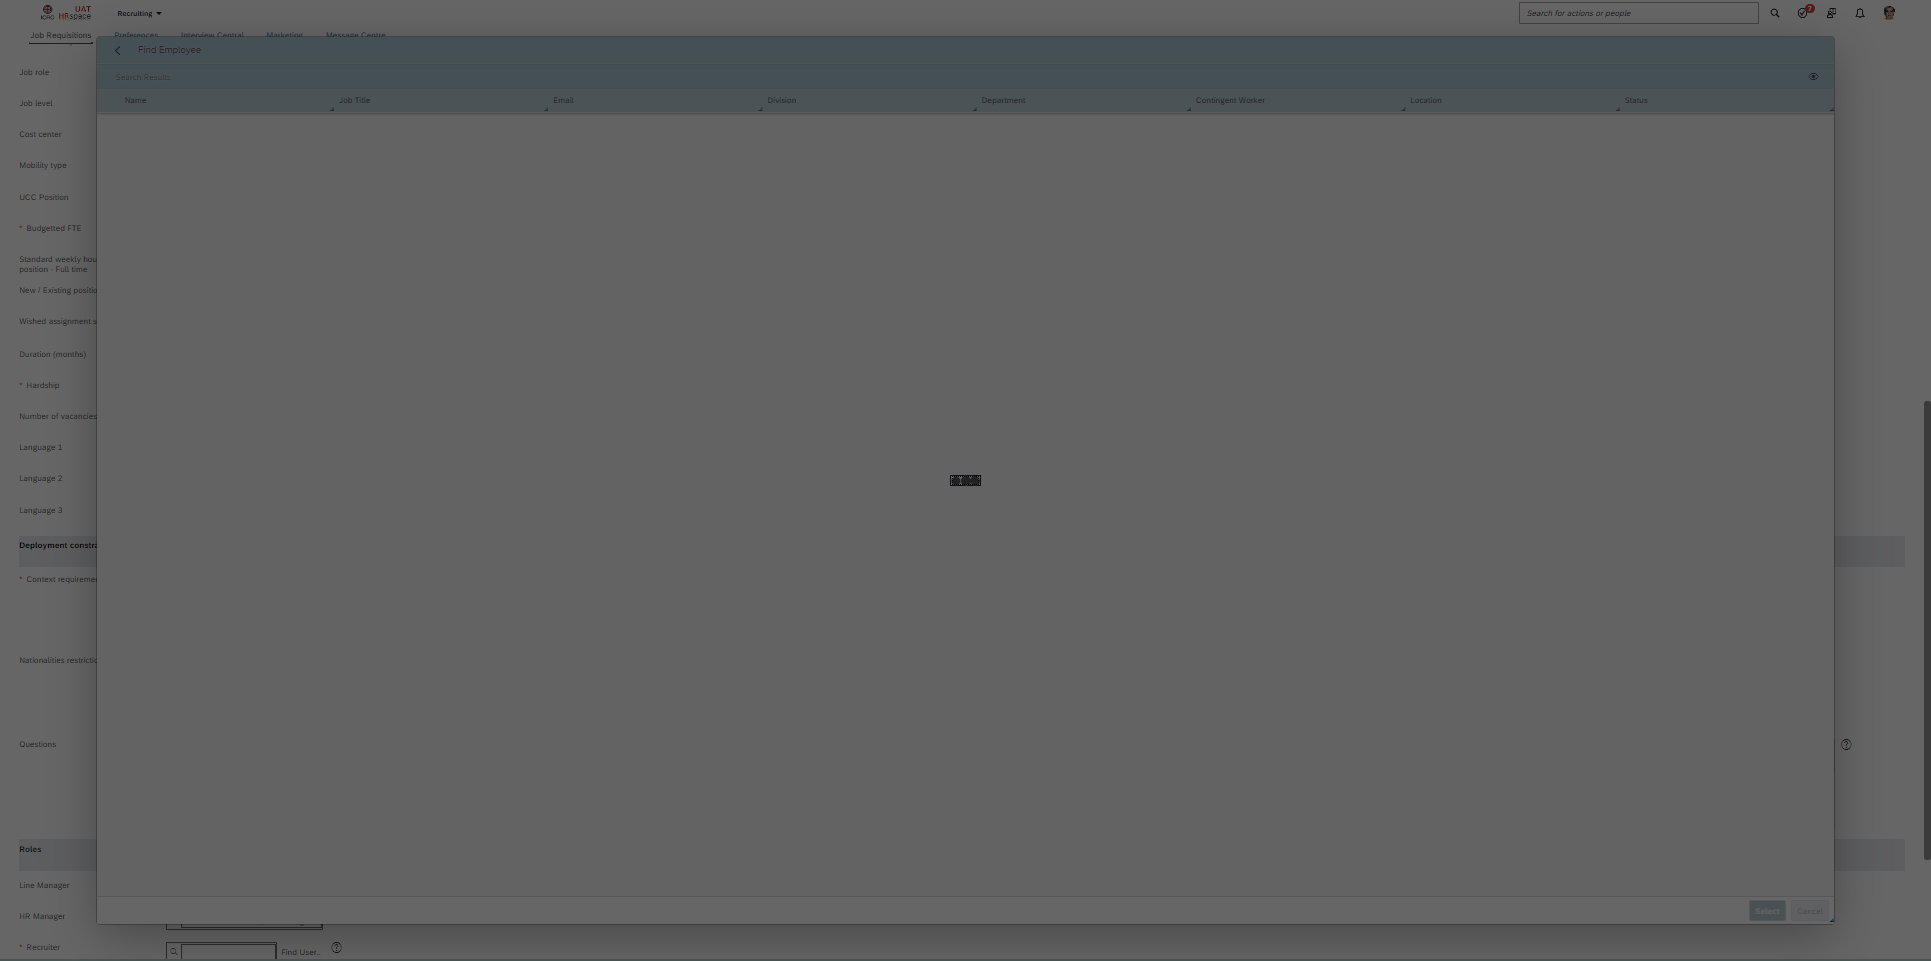 ICRC
UAT
HRspace
Recruiting
Search for actions or people
7
Job Requisitions
Preferences
Interview Central
Marketing
Message Centre
Find Employee
Search Results
Name
Job Title
Email
Division
Department
Contingent Worker
Location
Status
Job role
Job level
Cost center
Mobility type
UCC Position
* Budgetted FTE
Standard weekly hou
position - Full time
New / Existing positio
Wished assignment s
Duration (months)
* Hardship
Number of vacancies
Language 1
Language 2
Language 3
Deployment constra
* Context requireme
Nationalities restrictio
Questions
Roles
Line Manager
HR Manager
Select
Cancel
* Recruiter
Find User...